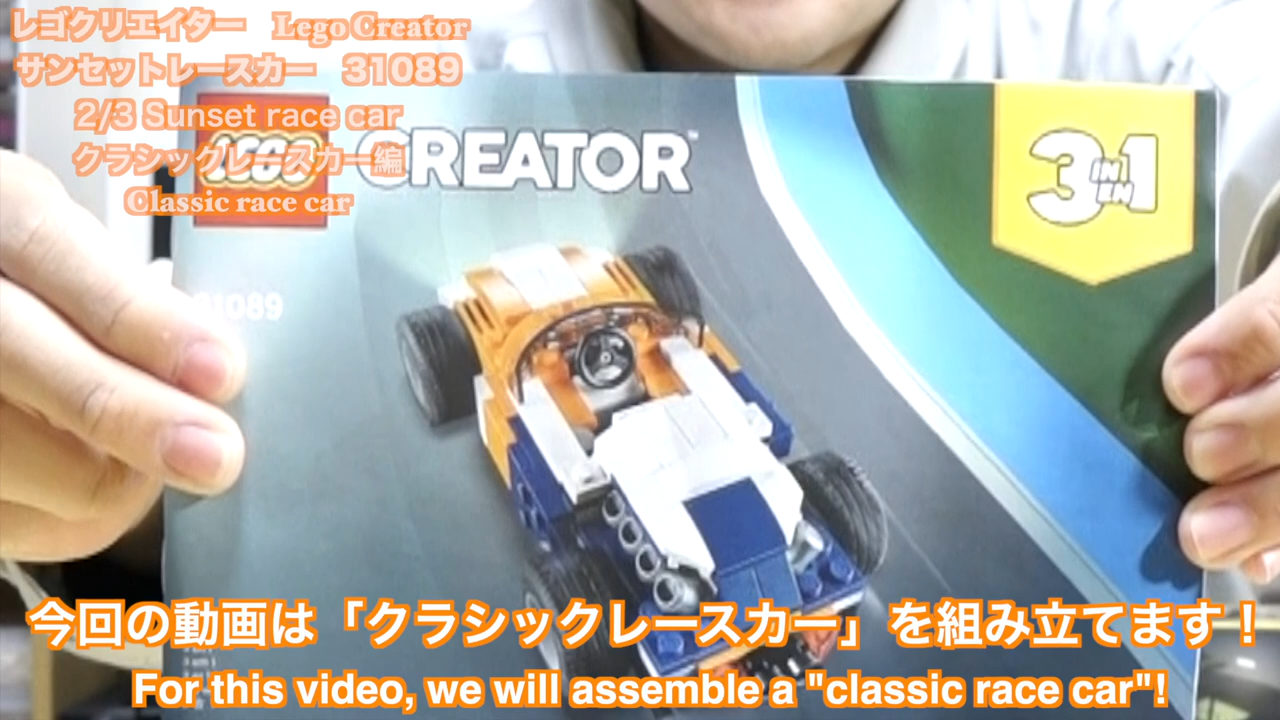 レゴクリエイター　Lego Creator
サンセットレースカー　31089
2/3 Sunset race car
クラシックレースカー編
Classic race car
LEGO CREATOR™
3 IN EN 1
31089
今回の動画は「クラシックレースカー」を組み立てます！
For this video, we will assemble a "classic race car"!